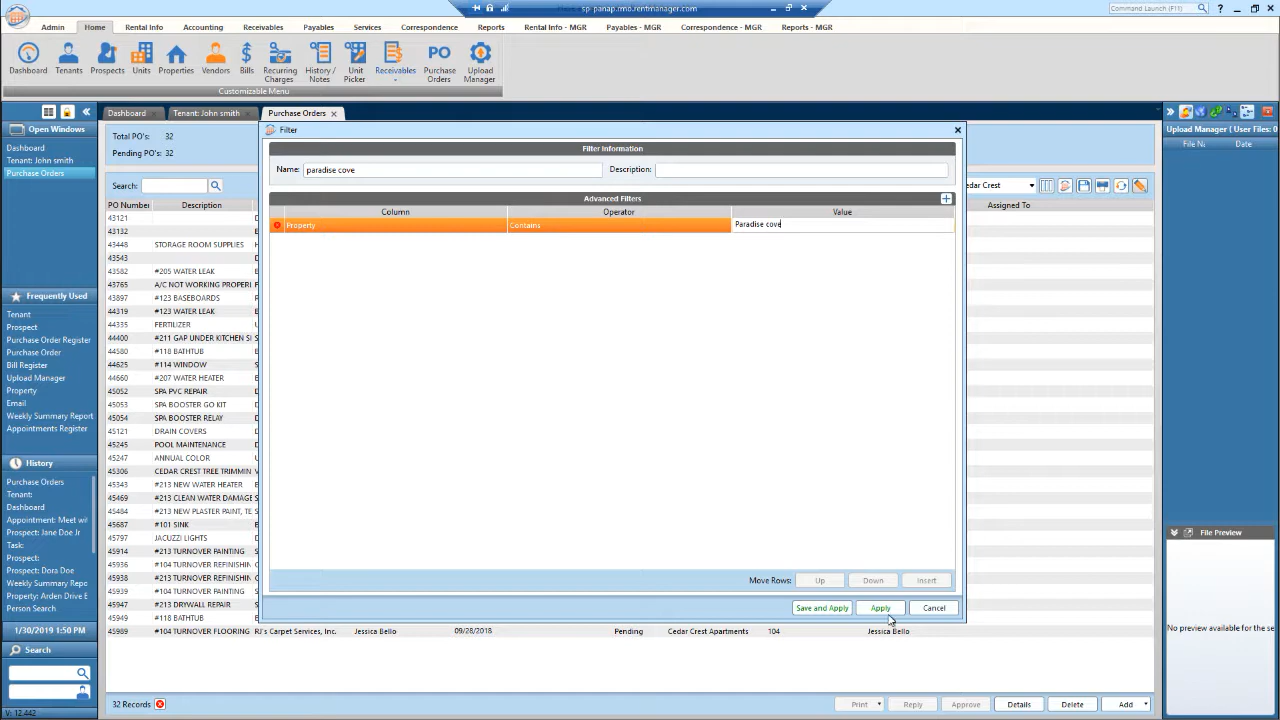 sp panap.rmo.rentmanager.com
Command Launch (F11)
Admin Home Rental Info Accounting Receivables Payables Services Correspondence Reports Rental Info - MGR Payables - MGR Correspondence - MGR Reports - MGR
Dashboard Tenants Prospects Units Properties Vendors Bills Recurring Charges History / Notes Unit Picker Receivables Purchase Orders Upload Manager
PO
Customizable Menu
Dashboard Tenant: John smith Purchase Orders
Open Windows
Dashboard
Tenant: John smith
Purchase Orders
Frequently Used
Tenant
Prospect
Purchase Order Register
Purchase Order
Bill Register
Upload Manager
Property
Email
Weekly Summary Report
Appointments Register
History
Purchase Orders
Tenant:
Dashboard
Appointment: Meet wi
Prospect: Jane Doe Jr
Task:
Prospect:
Prospect: Dora Doe
Weekly Summary Repo
Property: Arden Drive E
Person Search
1/30/2019 1:50 PM
Search
V: 12.442
Total PO's: 32
Pending PO's: 32
Search:
edar Crest
PO Number Description
Assigned To
43121
43132
43448 STORAGE ROOM SUPPLIES
43543
43582 #205 WATER LEAK
43765 A/C NOT WORKING PROPERI
43897 #123 BASEBOARDS
44319 #123 WATER LEAK
44335 FERTILIZER
44400 #211 GAP UNDER KITCHEN SI
44580 #118 BATHTUB
44625 #114 WINDOW
44660 #207 WATER HEATER
45052 SPA PVC REPAIR
45053 SPA BOOSTER GO KIT
45054 SPA BOOSTER RELAY
45121 DRAIN COVERS
45245 POOL MAINTENANCE
45247 ANNUAL COLOR
45306 CEDAR CREST TREE TRIMMIN
45343 #213 NEW WATER HEATER
45469 #213 CLEAN WATER DAMAGE
45484 #213 NEW PLASTER PAINT, TE
45687 #101 SINK
45797 JACUZZI LIGHTS
45914 #213 TURNOVER PAINTING
45936 #104 TURNOVER REFINISHIN
45938 #213 TURNOVER REFINISHIN
45939 #104 TURNOVER PAINTING
45947 #213 DRYWALL REPAIR
45949 #118 BATHTUB
45989 #104 TURNOVER FLOORING RJ's Carpet Services, Inc. Jessica Bello 09/28/2018 Pending Cedar Crest Apartments 104 Jessica Bello
32 Records
Print Reply Approve Details Delete Add
Filter
Filter Information
Name: paradise cove Description:
Advanced Filters
Column Operator Value
Property Contains Paradise cove
Move Rows: Up Down Insert
Save and Apply Apply Cancel
Upload Manager (User Files: 0
File Na Date
File Preview
No preview available for the se